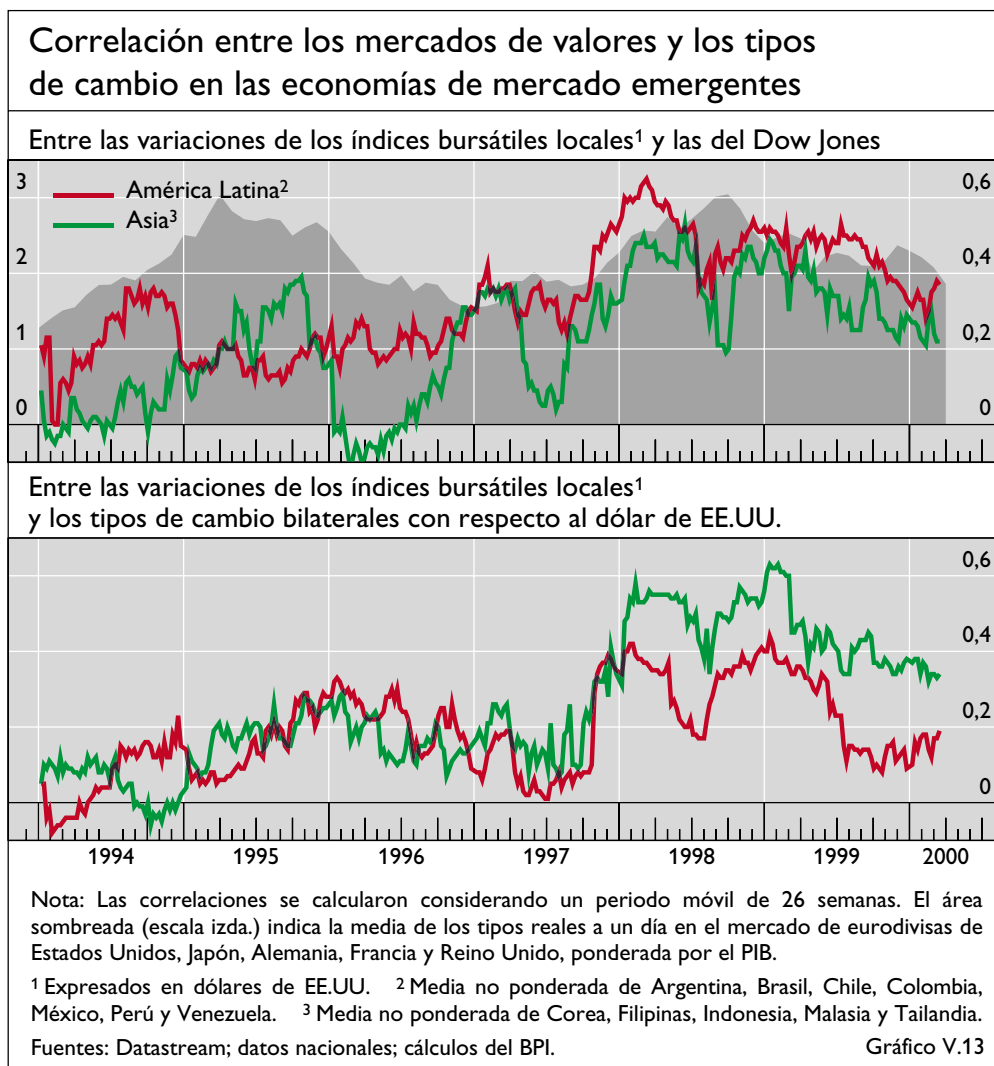 Correlación entre los mercados de valores y los tipos
de cambio en las economías de mercado emergentes
Entre las variaciones de los índices bursátiles locales¹ y las del Dow Jones
3
0,6
América Latina²
Asia³
2
0,4
1
0,2
0
0
Entre las variaciones de los índices bursátiles locales¹
y los tipos de cambio bilaterales con respecto al dólar de EE.UU.
0,6
0,4
0,2
0
1994 1995 1996 1997 1998 1999 2000
Nota: Las correlaciones se calcularon considerando un periodo móvil de 26 semanas. El área
sombreada (escala izda.) indica la media de los tipos reales a un día en el mercado de eurodivisas de
Estados Unidos, Japón, Alemania, Francia y Reino Unido, ponderada por el PIB.
¹ Expresados en dólares de EE.UU. ² Media no ponderada de Argentina, Brasil, Chile, Colombia,
México, Perú y Venezuela. ³ Media no ponderada de Corea, Filipinas, Indonesia, Malasia y Tailandia.
Fuentes: Datastream; datos nacionales; cálculos del BPI. Gráfico V.13